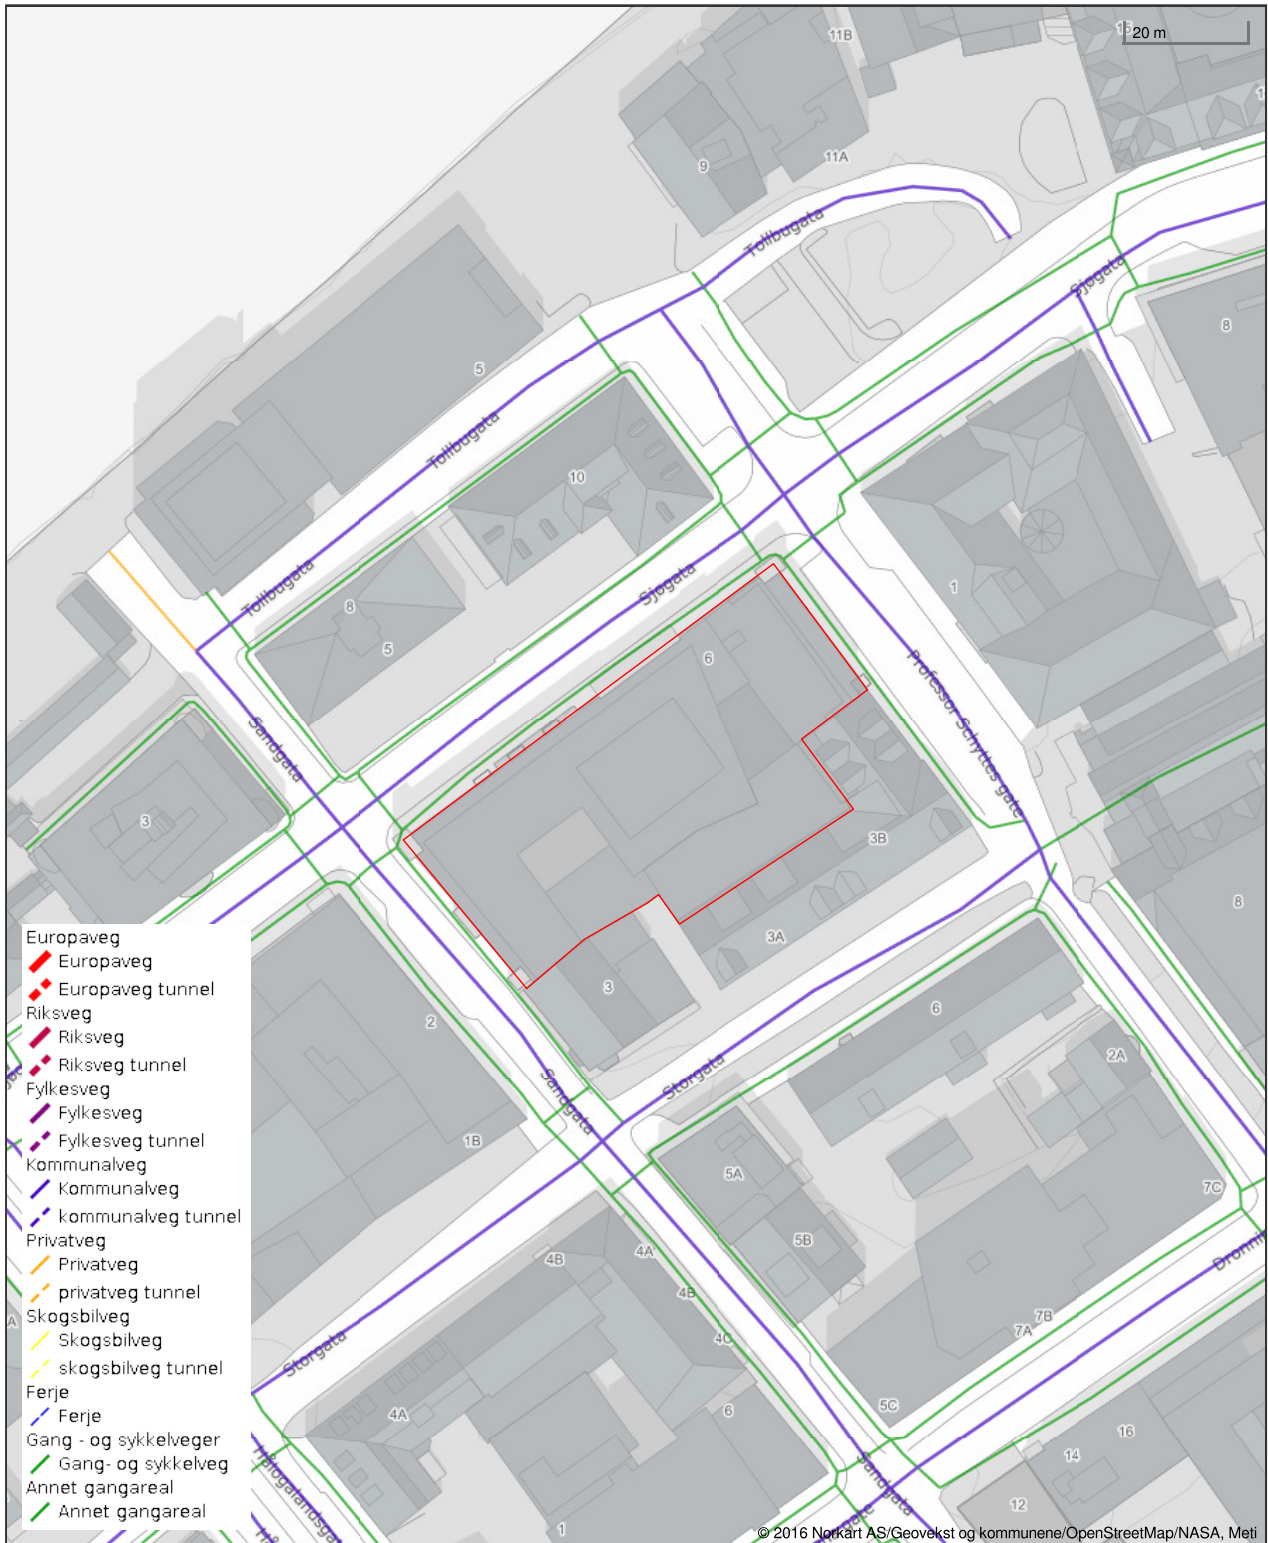 11B
15
20 m
9
11A
Tollbugata
Sjøgata
8
5
Tollbugata
10
1
Tollbugata
Sjøgata
8
5
6
Professor Schyttes gate
Sandgata
3
3B
8
3A
3
6
2
2A
Sandgata
Storgata
1B
5A
7C
5B
4B
4A
4B
4C
7B
7A
Storgata
4A
6
5C
16
14
12
Sandgata
1
Europaveg
Europaveg
Europaveg tunnel
Riksveg
Riksveg
Riksveg tunnel
Fylkesveg
Fylkesveg
Fylkesveg tunnel
Kommunalveg
Kommunalveg
kommunalveg tunnel
Privatveg
Privatveg
privatveg tunnel
Skogsbilveg
Skogsbilveg
skogsbilveg tunnel
Ferje
Ferje
Gang - og sykkelveger
Gang- og sykkelveg
Annet gangareal
Annet gangareal
© 2016 Norkart AS/Geovekst og kommunene/OpenStreetMap/NASA, Meti